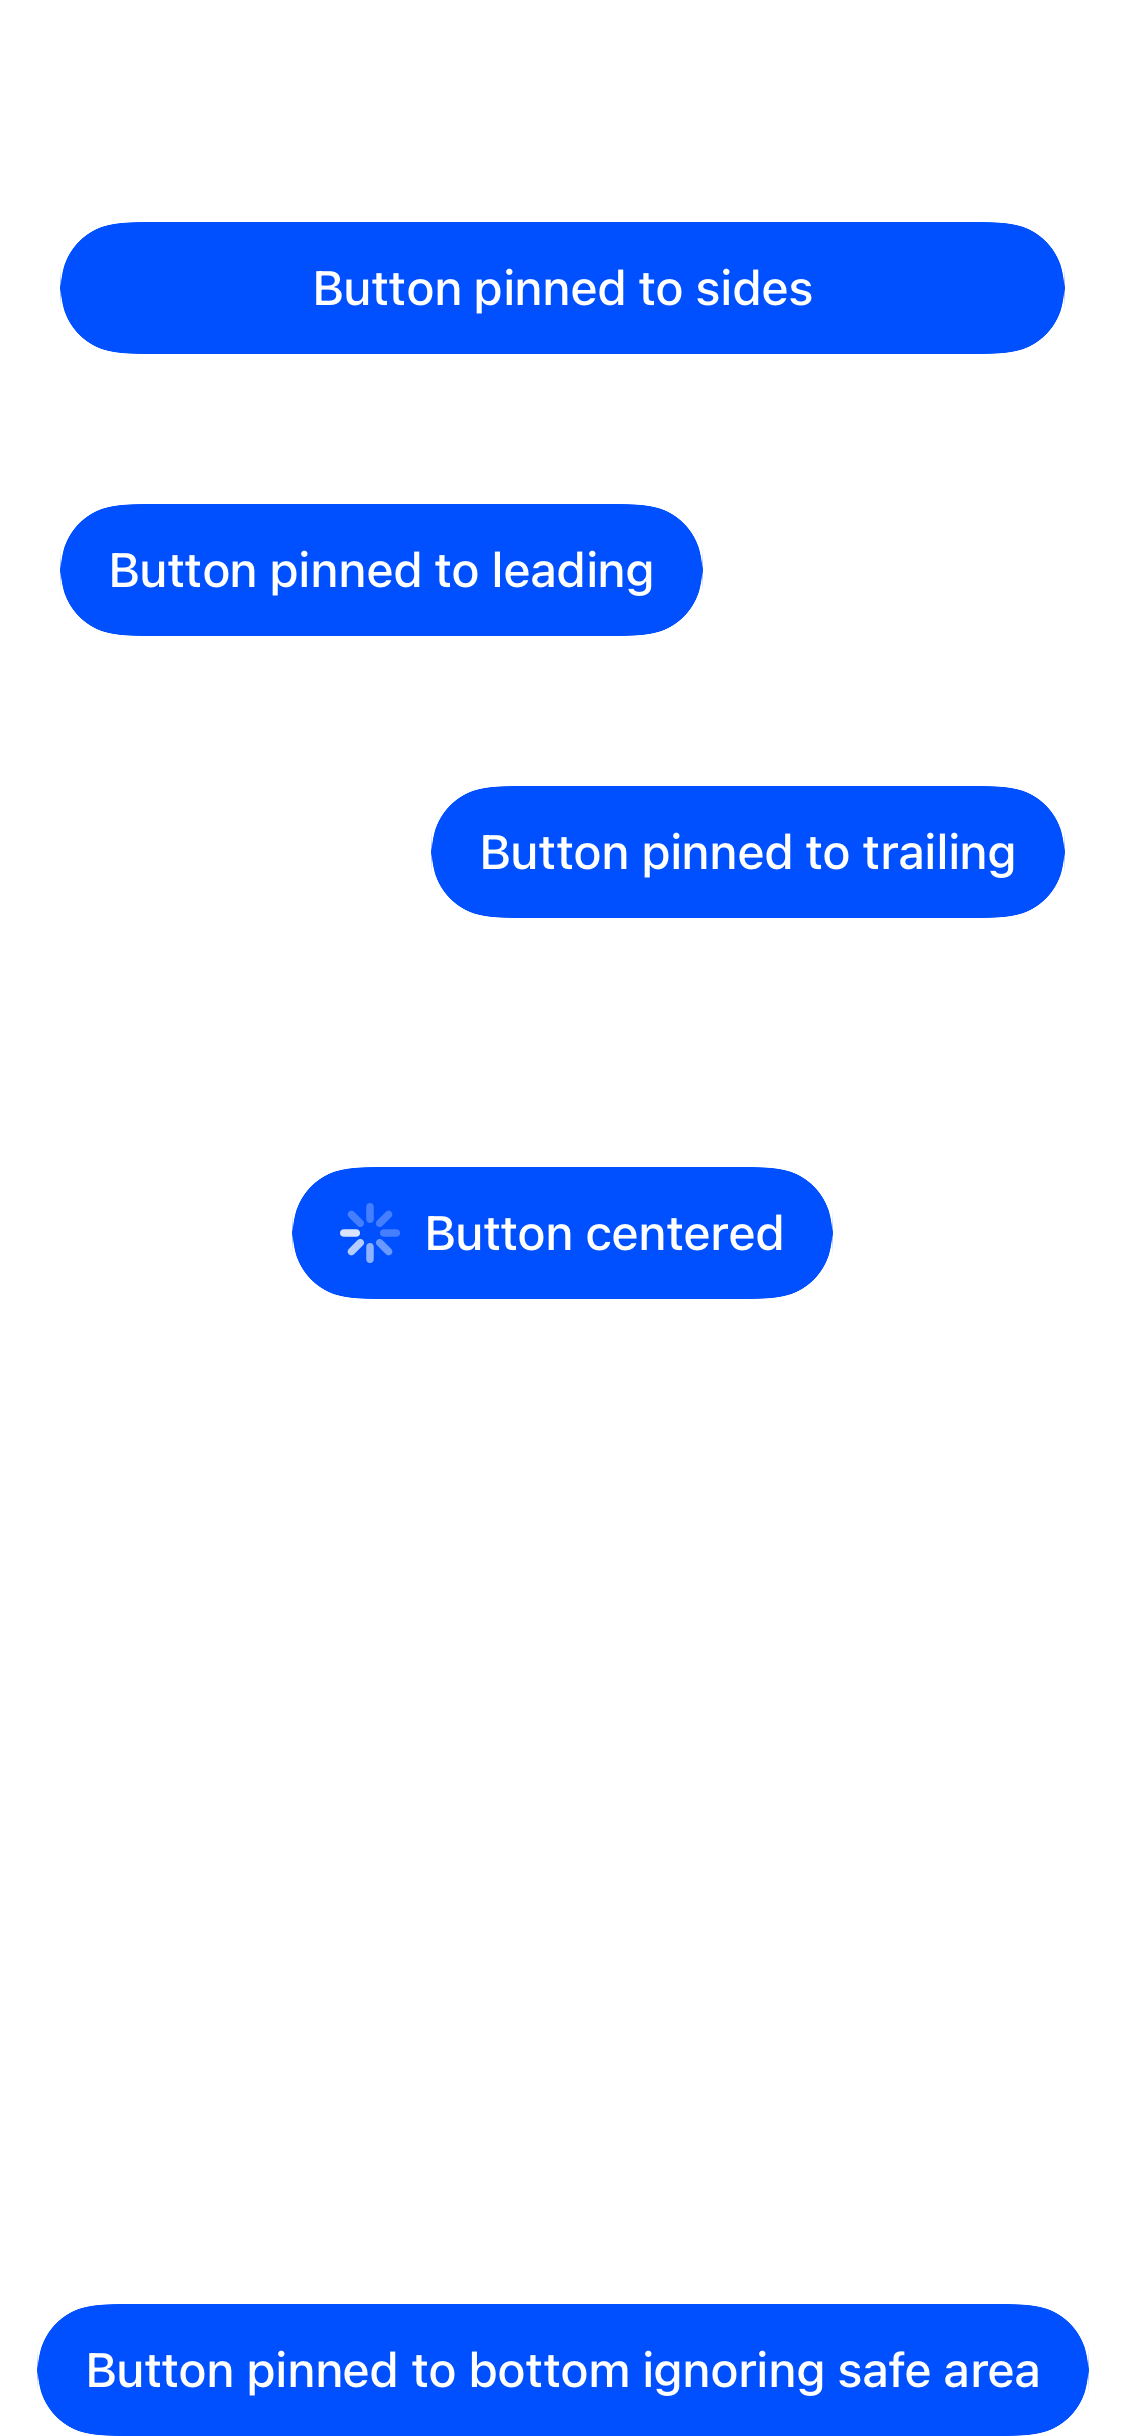 Button pinned to sides
Button pinned to leading
Button pinned to trailing
Button centered
Button pinned to bottom ignoring safe area